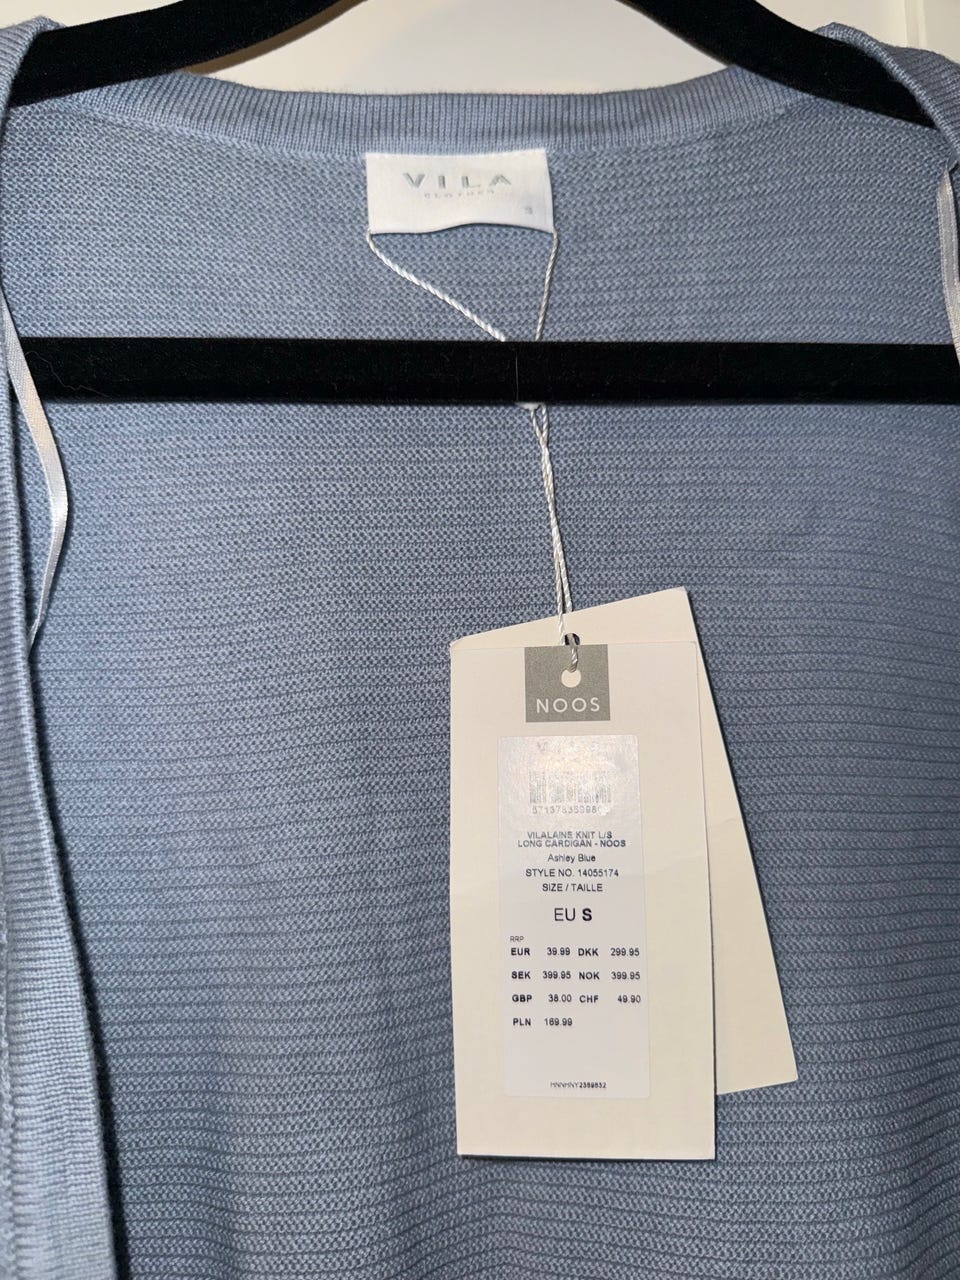 VILA
CLOTHES
S
NOOS
VILALAINE KNIT L/S
LONG CARDIGAN - NOOS
Ashley Blue
STYLE NO. 14055174
SIZE / TAILLE
EU S
RRP
EUR 39.99 DKK 299.95
SEK 399.95 NOK 399.95
GBP 38.00 CHF 49.90
PLN 169.99